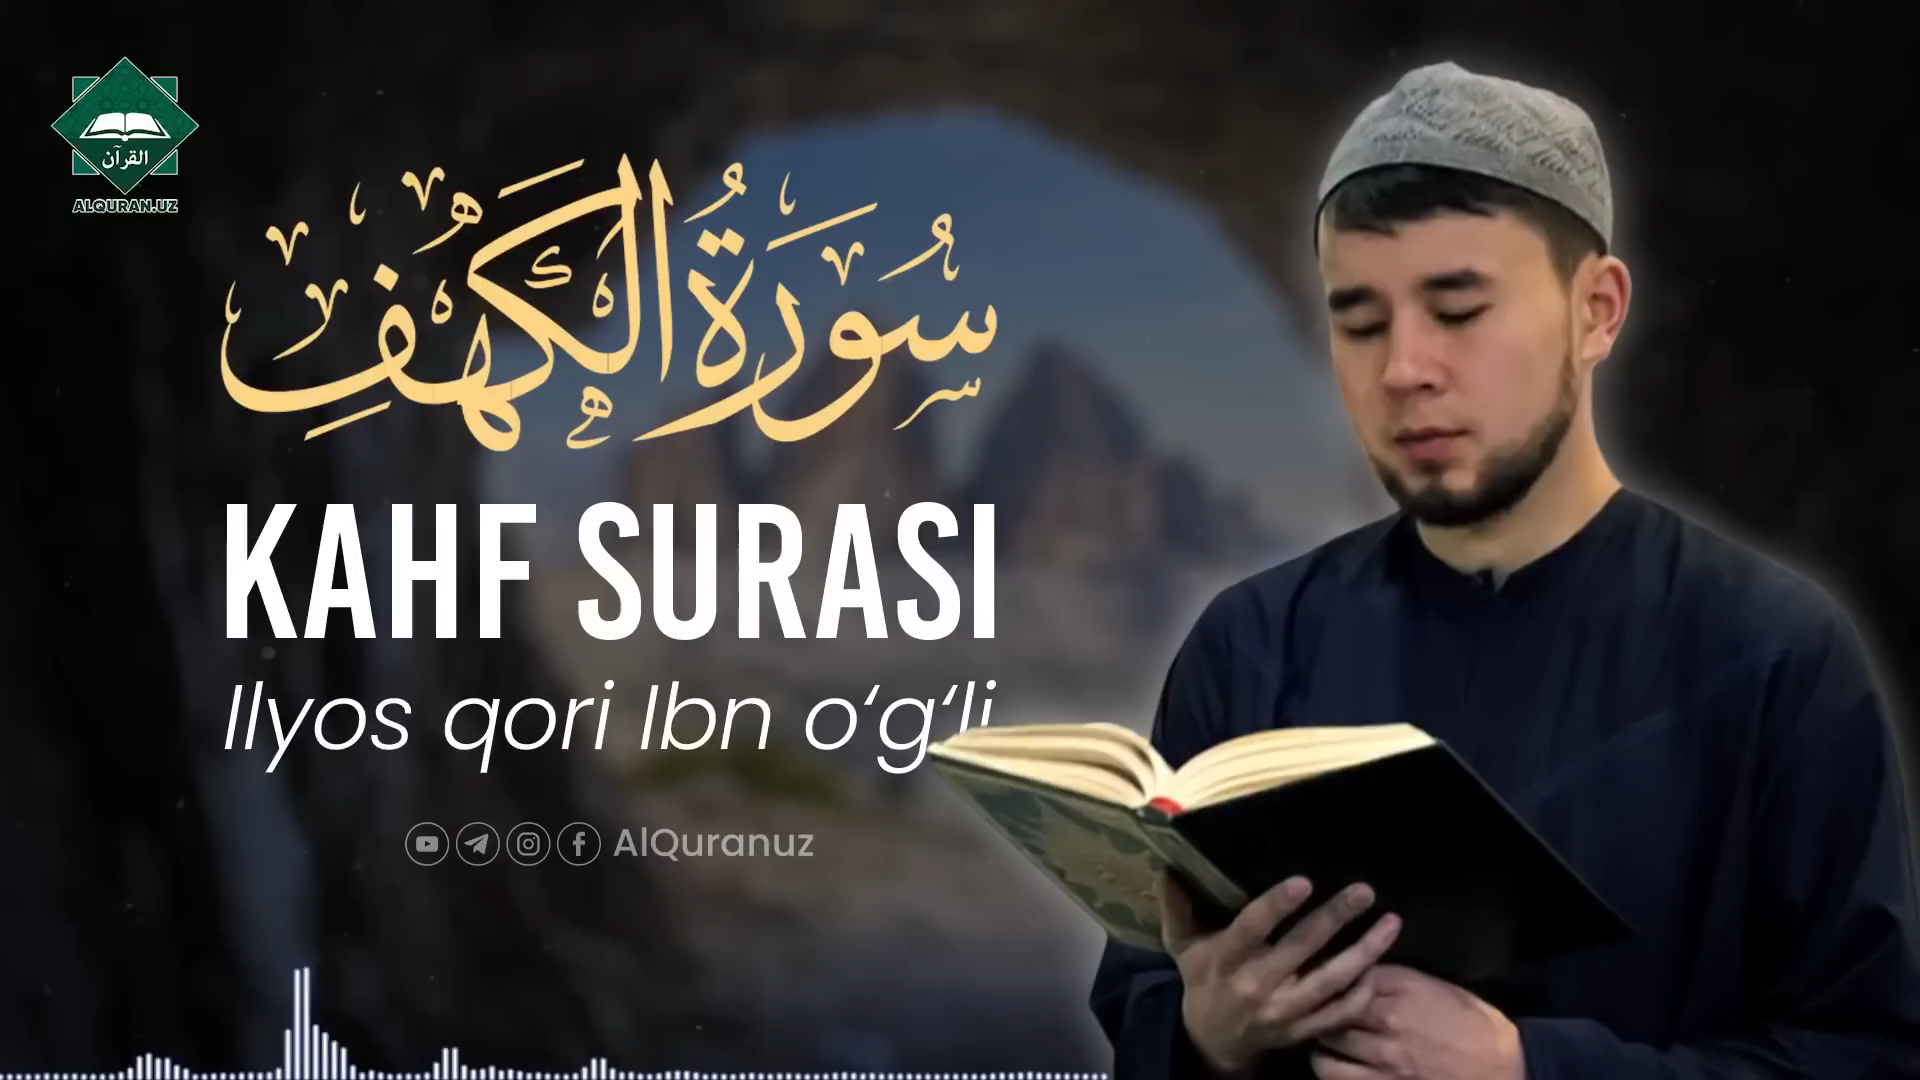 القرآن
ALQURAN.UZ
سُورَةُ الْكَهْفِ
KAHF SURASI
Ilyos qori Ibn o‘g‘li
AlQuranuz